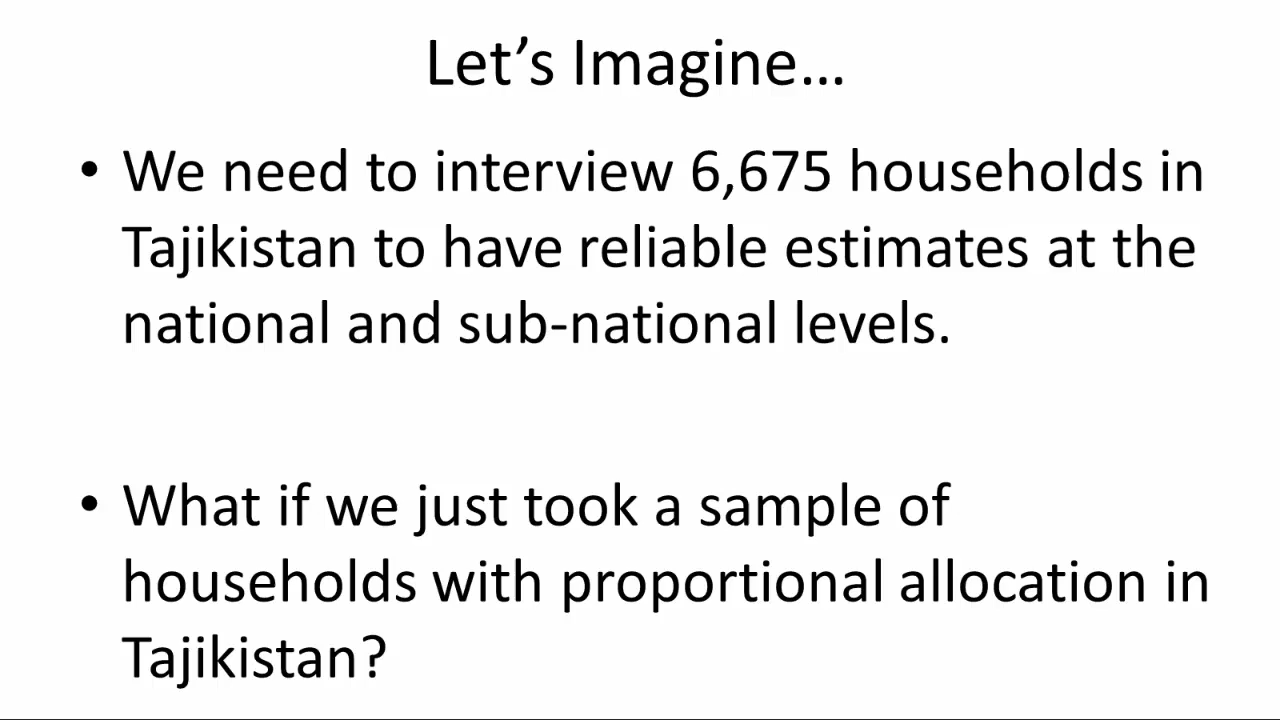 Let’s Imagine…
• We need to interview 6,675 households in
Tajikistan to have reliable estimates at the
national and sub-national levels.
• What if we just took a sample of
households with proportional allocation in
Tajikistan?